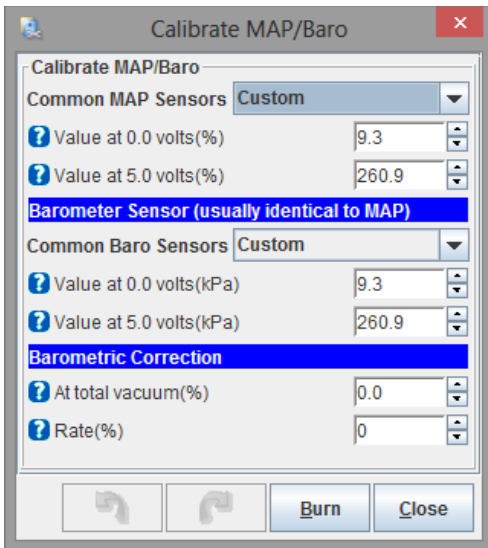 Calibrate MAP/Baro
Calibrate MAP/Baro
Common MAP Sensors Custom
Value at 0.0 volts(%) 9.3
Value at 5.0 volts(%) 260.9
Barometer Sensor (usually identical to MAP)
Common Baro Sensors Custom
Value at 0.0 volts(kPa) 9.3
Value at 5.0 volts(kPa) 260.9
Barometric Correction
At total vacuum(%) 0.0
Rate(%) 0
Burn Close